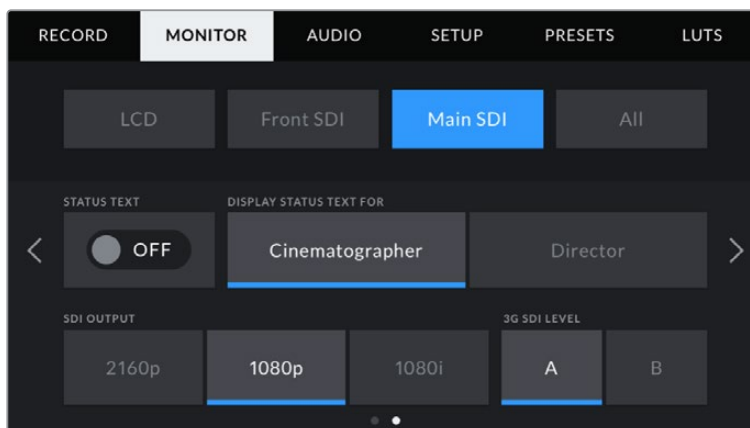 RECORD MONITOR AUDIO SETUP PRESETS LUTS
LCD Front SDI Main SDI All
STATUS TEXT DISPLAY STATUS TEXT FOR
OFF Cinematographer Director
SDI OUTPUT 3G SDI LEVEL
2160p 1080p 1080i A B